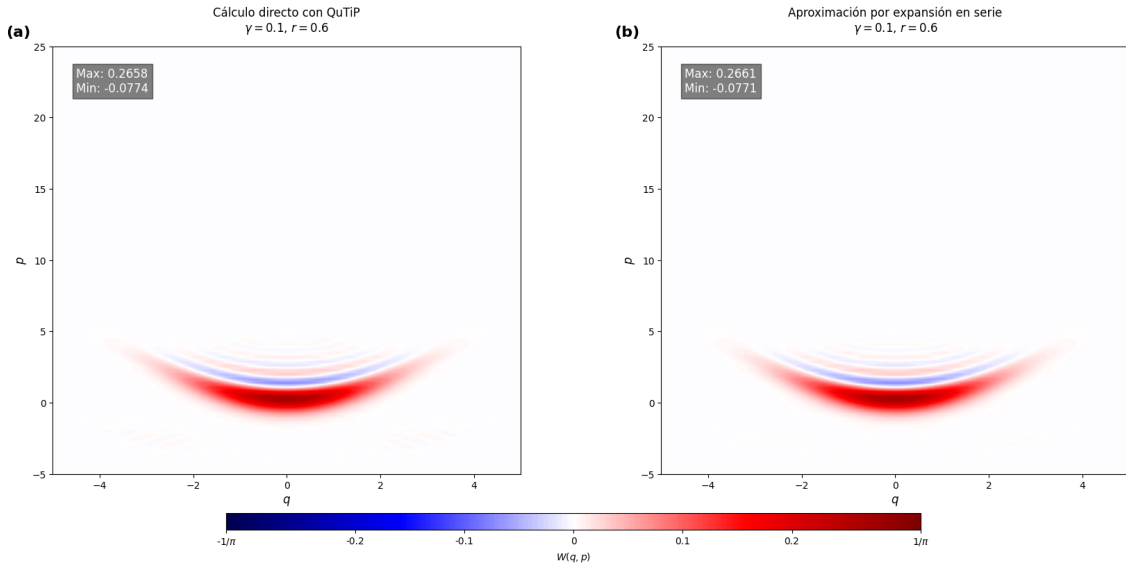 Cálculo directo con QuTiP
γ = 0.1, r = 0.6
(a)
Max: 0.2658
Min: -0.0774
25
20
15
10
5
0
−5
p
−4
−2
0
2
4
q
Aproximación por expansión en serie
γ = 0.1, r = 0.6
(b)
Max: 0.2661
Min: -0.0771
25
20
15
10
5
0
−5
p
−4
−2
0
2
4
q
-1/π
-0.2
-0.1
0
0.1
0.2
1/π
W(q, p)